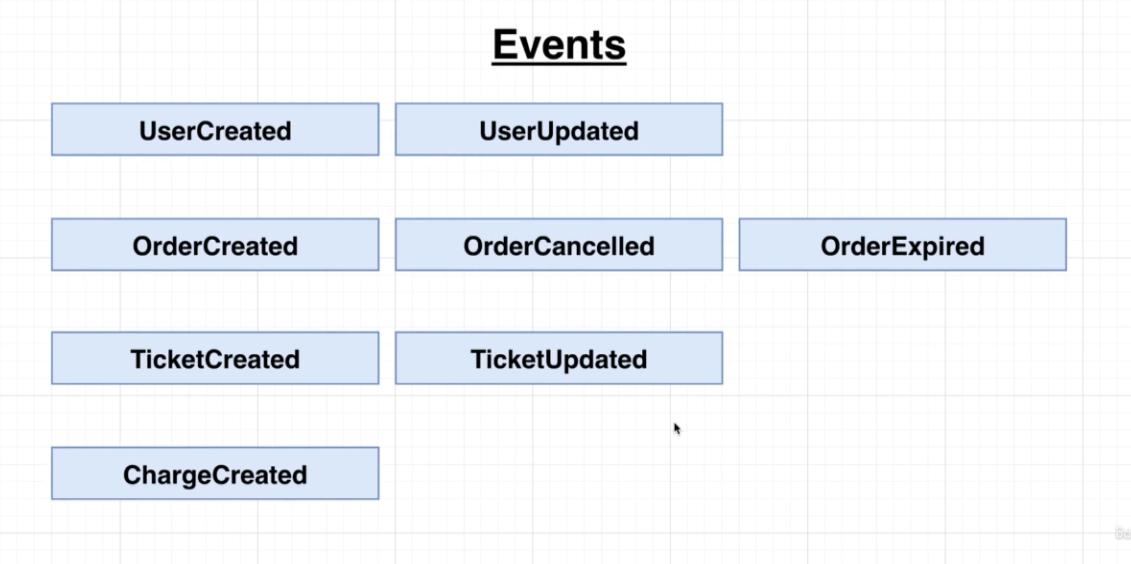 Events
UserCreated UserUpdated
OrderCreated OrderCancelled OrderExpired
TicketCreated TicketUpdated
ChargeCreated